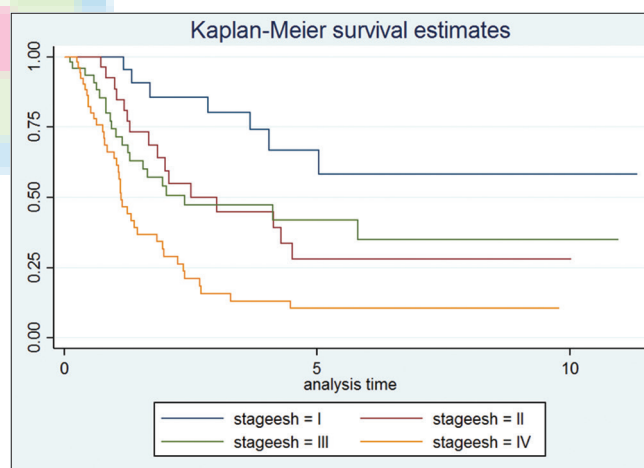 Kaplan-Meier survival estimates
1.00
0.75
0.50
0.25
0.00
0 5 10
analysis time
stageesh = I stageesh = II
stageesh = III stageesh = IV